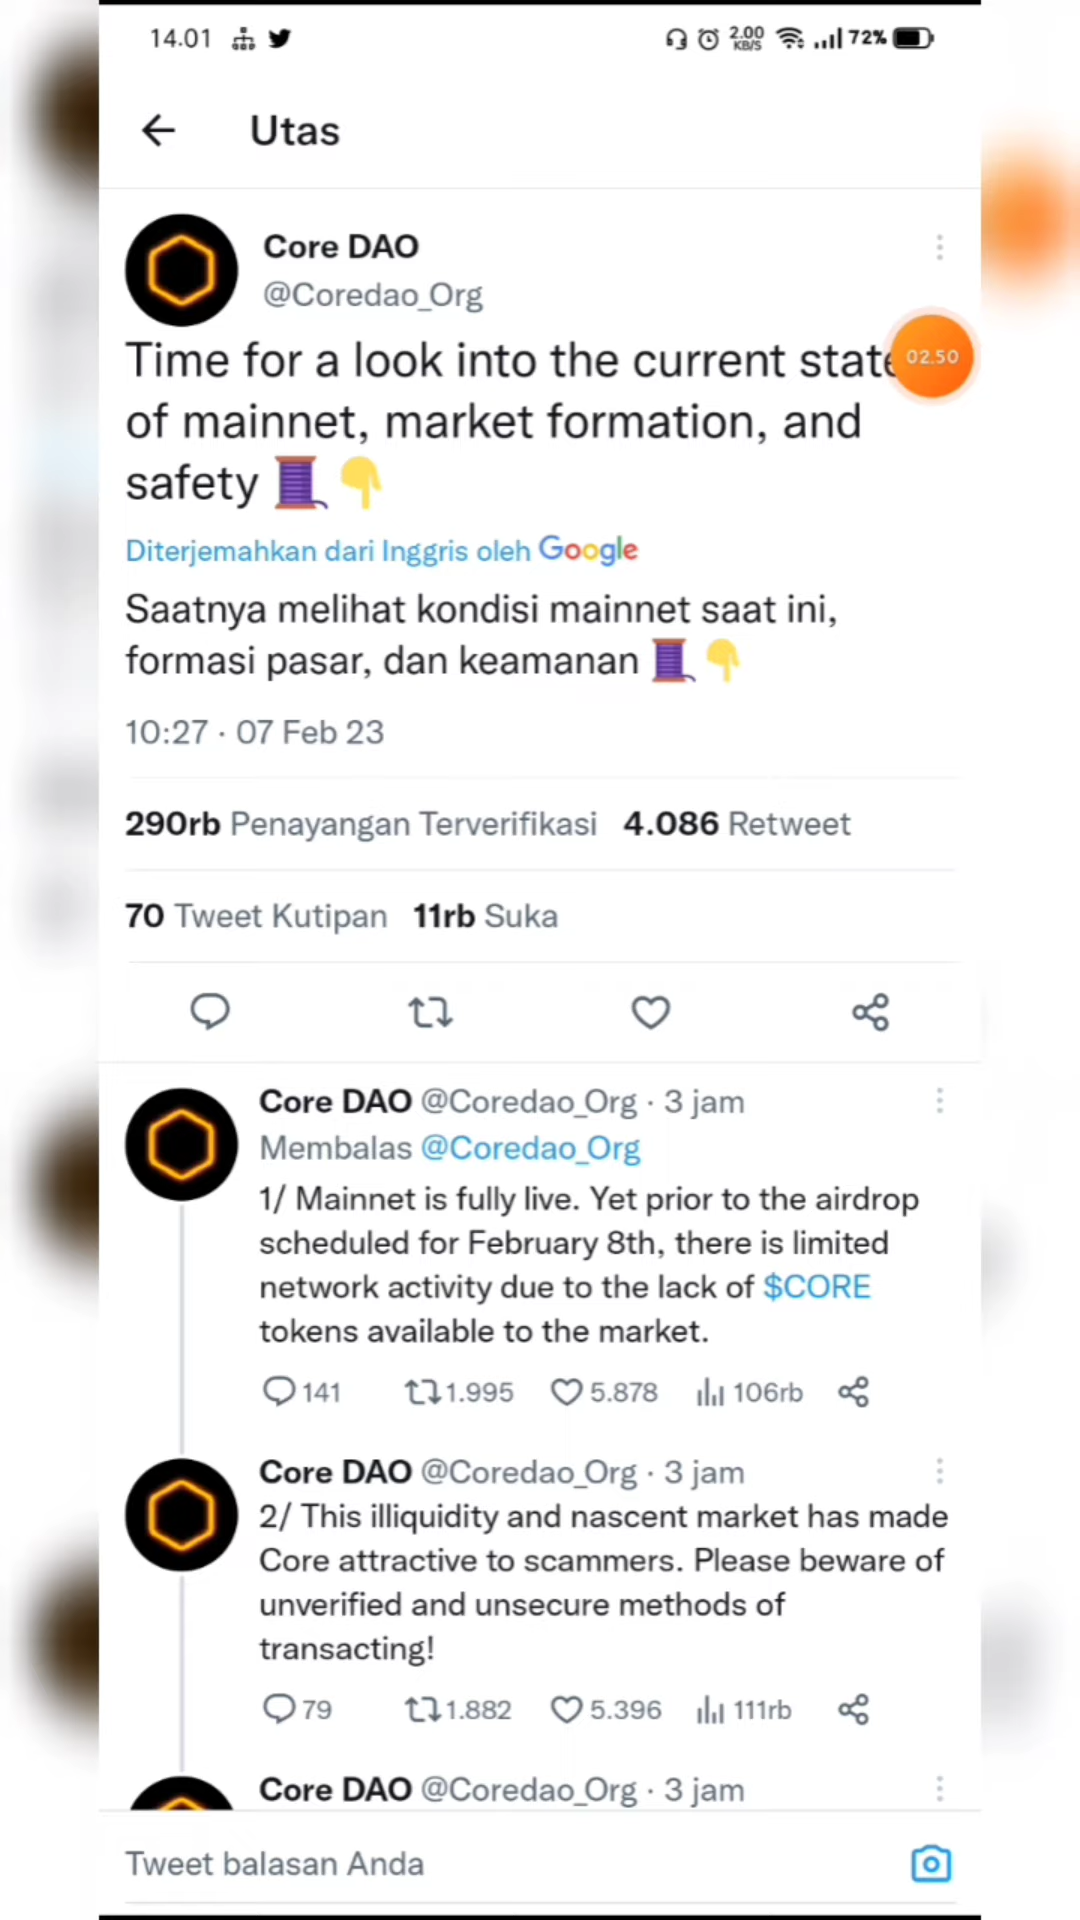 14.01 2.00 KB/S 72%
Utas
Core DAO
@Coredao_Org
Time for a look into the current state
02.50
of mainnet, market formation, and
safety 🧵👇
Diterjemahkan dari Inggris oleh Google
Saatnya melihat kondisi mainnet saat ini,
formasi pasar, dan keamanan 🧵👇
10:27 · 07 Feb 23
290rb Penayangan Terverifikasi 4.086 Retweet
70 Tweet Kutipan 11rb Suka
Core DAO @Coredao_Org · 3 jam
Membalas @Coredao_Org
1/ Mainnet is fully live. Yet prior to the airdrop
scheduled for February 8th, there is limited
network activity due to the lack of $CORE
tokens available to the market.
141 1.995 5.878 106rb
Core DAO @Coredao_Org · 3 jam
2/ This illiquidity and nascent market has made
Core attractive to scammers. Please beware of
unverified and unsecure methods of
transacting!
79 1.882 5.396 111rb
Core DAO @Coredao_Org · 3 jam
Tweet balasan Anda